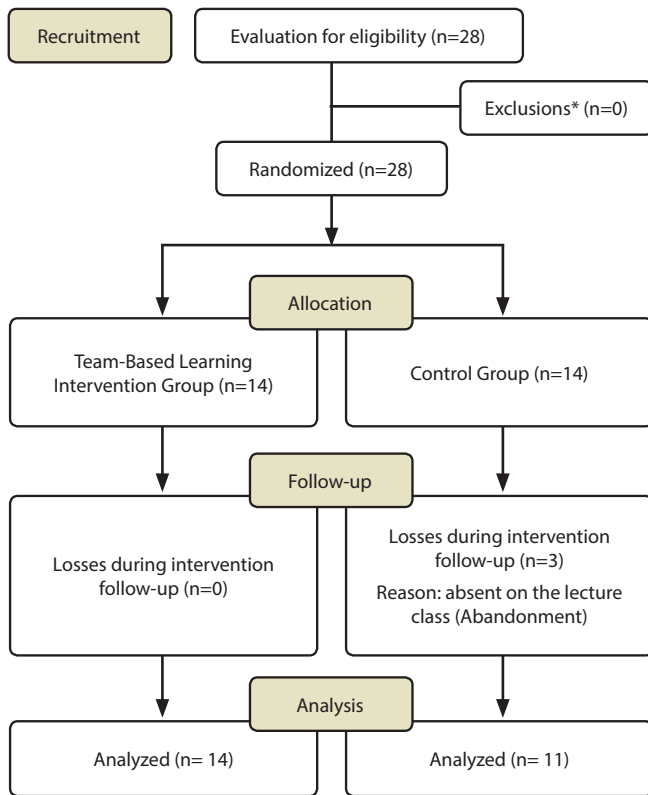 Recruitment
Evaluation for eligibility (n=28)
Exclusions* (n=0)
Randomized (n=28)
Allocation
Team-Based Learning
Intervention Group (n=14)
Control Group (n=14)
Follow-up
Losses during intervention
follow-up (n=0)
Losses during intervention
follow-up (n=3)
Reason: absent on the lecture
class (Abandonment)
Analysis
Analyzed (n= 14)
Analyzed (n= 11)